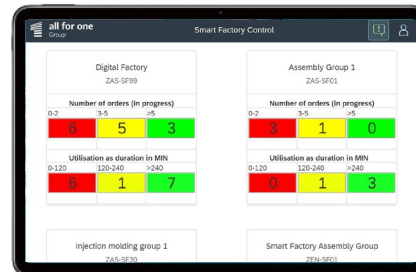 all for one
Group
Smart Factory Control
Digital Factory
ZAS-SF99
Number of orders (in progress)
0-2 3-5 >5
6 5 3
Utilisation as duration in MIN
0-120 120-240 >240
6 1 7
Assembly Group 1
ZAS-SF01
Number of orders (in progress)
0-2 3-5 >5
3 1 0
Utilisation as duration in MIN
0-120 120-240 >240
0 1 3
Injection molding group 1
ZAS-SF30
Smart Factory Assembly Group
ZEN-SF01